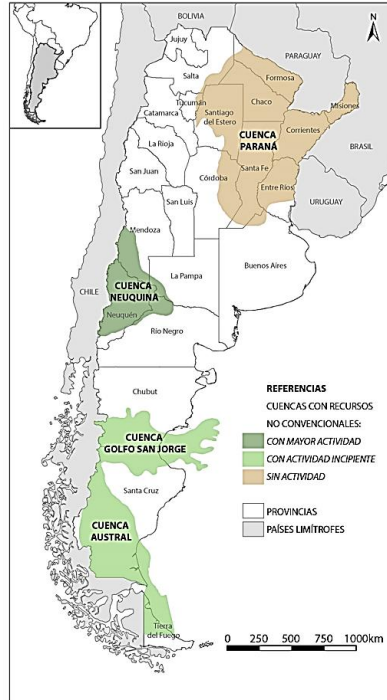 BOLIVIA
N
Jujuy
PARAGUAY
Salta
Formosa
Tucumán
Chaco
Misiones
Catamarca
Santiago
del Estero
Corrientes
CUENCA
PARANÁ
La Rioja
BRASIL
Santa Fe
San Juan
Córdoba
Entre Ríos
San Luis
URUGUAY
Mendoza
Buenos Aires
La Pampa
CHILE
CUENCA
NEUQUINA
Neuquén
Río Negro
Chubut
CUENCA
GOLFO SAN JORGE
Santa Cruz
CUENCA
AUSTRAL
Tierra
del Fuego
REFERENCIAS
CUENCAS CON RECURSOS
NO CONVENCIONALES:
CON MAYOR ACTIVIDAD
CON ACTIVIDAD INCIPIENTE
SIN ACTIVIDAD
PROVINCIAS
PAÍSES LIMÍTROFES
0 250 500 750 1000km